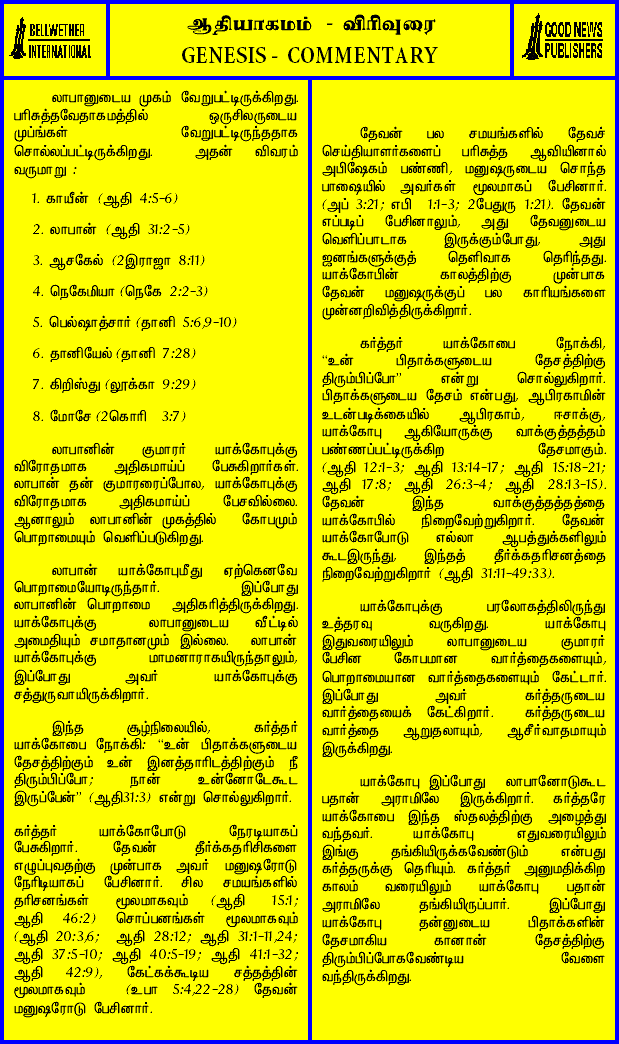 BELLWETHER
INTERNATIONAL
ஆதியாகமம் - விரிவுரை
GENESIS - COMMENTARY
GOOD NEWS
PUBLISHERS
லாபானுடைய முகம் வேறுபட்டிருக்கிறது.
பரிசுத்தவேதாகமத்தில் ஒருசிலருடைய
முப்ங்கள் வேறுபட்டிருந்ததாக
சொல்லப்பட்டிருக்கிறது. அதன் விவரம்
வருமாறு :
1. காயீன் (ஆதி 4:5-6)
2. லாபான் (ஆதி 31:2-5)
3. ஆசகேல் (2இராஜா 8:11)
4. நெகேமியா (நெகே 2:2-3)
5. பெல்ஷாத்சார் (தானி 5:6,9-10)
6. தானியேல் (தானி 7:28)
7. கிறிஸ்து (லூக்கா 9:29)
8. மோசே (2கொரி 3:7)
லாபானின் குமாரர் யாக்கோபுக்கு
விரோதமாக அதிகமாய்ப் பேசுகிறார்கள்.
லாபான் தன் குமாரரைப்போல, யாக்கோபுக்கு
விரோதமாக அதிகமாய்ப் பேசவில்லை.
ஆனாலும் லாபானின் முகத்தில் கோபமும்
பொறாமையும் வெளிப்படுகிறது.
லாபான் யாக்கோபுமீது ஏற்கெனவே
பொறாமையோடிருந்தார். இப்போது
லாபானின் பொறாமை அதிகரித்திருக்கிறது.
யாக்கோபுக்கு லாபானுடைய வீட்டில்
அமைதியும் சமாதானமும் இல்லை. லாபான்
யாக்கோபுக்கு மாமனாராகயிருந்தாலும்,
இப்போது அவர் யாக்கோபுக்கு
சத்துருவாயிருக்கிறார்.
இந்த சூழ்நிலையில், கர்த்தர்
யாக்கோபை நோக்கி: “உன் பிதாக்களுடைய
தேசத்திற்கும் உன் இனத்தாரிடத்திற்கும் நீ
திரும்பிப்போ; நான் உன்னோடேகூட
இருப்பேன்” (ஆதி31:3) என்று சொல்லுகிறார்.
கர்த்தர் யாக்கோபோடு நேரடியாகப்
பேசுகிறார். தேவன் தீர்க்கதரிசிகளை
எழுப்புவதற்கு முன்பாக அவர் மனுஷரோடு
நேரிடியாகப் பேசினார். சில சமயங்களில்
தரிசனங்கள் மூலமாகவும் (ஆதி 15:1;
ஆதி 46:2) சொப்பனங்கள் மூலமாகவும்
(ஆதி 20:3,6; ஆதி 28:12; ஆதி 31:1-11,24;
ஆதி 37:5-10; ஆதி 40:5-19; ஆதி 41:1-32;
ஆதி 42:9), கேட்கக்கூடிய சத்தத்தின்
மூலமாகவும் (உபா 5:4,22-28) தேவன்
மனுஷரோடு பேசினார்.
தேவன் பல சமயங்களில் தேவச்
செய்தியாளர்களைப் பரிசுத்த ஆவியினால்
அபிஷேகம் பண்ணி, மனுஷருடைய சொந்த
பாஷையில் அவர்கள் மூலமாகப் பேசினார்.
(அப் 3:21; எபி 1:1-3; 2பேதுரு 1:21). தேவன்
எப்படிப் பேசினாலும், அது தேவனுடைய
வெளிப்பாடாக இருக்கும்போது, அது
ஜனங்களுக்குத் தெளிவாக தெரிந்தது.
யாக்கோபின் காலத்திற்கு முன்பாக
தேவன் மனுஷருக்குப் பல காரியங்களை
முன்னறிவித்திருக்கிறார்.
கர்த்தர் யாக்கோபை நோக்கி,
“உன் பிதாக்களுடைய தேசத்திற்கு
திரும்பிப்போ” என்று சொல்லுகிறார்.
பிதாக்களுடைய தேசம் என்பது, ஆபிரகாமின்
உடன்படிக்கையில் ஆபிரகாம், ஈசாக்கு,
யாக்கோபு ஆகியோருக்கு வாக்குத்தத்தம்
பண்ணப்பட்டிருக்கிற தேசமாகும்.
(ஆதி 12:1-3; ஆதி 13:14-17; ஆதி 15:18-21;
ஆதி 17:8; ஆதி 26:3-4; ஆதி 28:13-15).
தேவன் இந்த வாக்குத்தத்தத்தை
யாக்கோபில் நிறைவேற்றுகிறார். தேவன்
யாக்கோபோடு எல்லா ஆபத்துக்களிலும்
கூடஇருந்து, இந்தத் தீர்க்கதரிசனத்தை
நிறைவேற்றுகிறார் (ஆதி 31:11-49:33).
யாக்கோபுக்கு பரலோகத்திலிருந்து
உத்தரவு வருகிறது. யாக்கோபு
இதுவரையிலும் லாபானுடைய குமாரர்
பேசின கோபமான வார்த்தைகளையும்,
பொறாமையான வார்த்தைகளையும் கேட்டார்.
இப்போது அவர் கர்த்தருடைய
வார்த்தையைக் கேட்கிறார். கர்த்தருடைய
வார்த்தை ஆறுதலாயும், ஆசீர்வாதமாயும்
இருக்கிறது.
யாக்கோபு இப்போது லாபானோடுகூட
பதான் அராமிலே இருக்கிறார். கர்த்தரே
யாக்கோபை இந்த ஸ்தலத்திற்கு அழைத்து
வந்தவர். யாக்கோபு எதுவரையிலும்
இங்கு தங்கியிருக்கவேண்டும் என்பது
கர்த்தருக்கு தெரியும். கர்த்தர் அனுமதிக்கிற
காலம் வரையிலும் யாக்கோபு பதான்
அராமிலே தங்கியிருப்பார். இப்போது
யாக்கோபு தன்னுடைய பிதாக்களின்
தேசமாகிய கானான் தேசத்திற்கு
திரும்பிப்போகவேண்டிய வேளை
வந்திருக்கிறது.